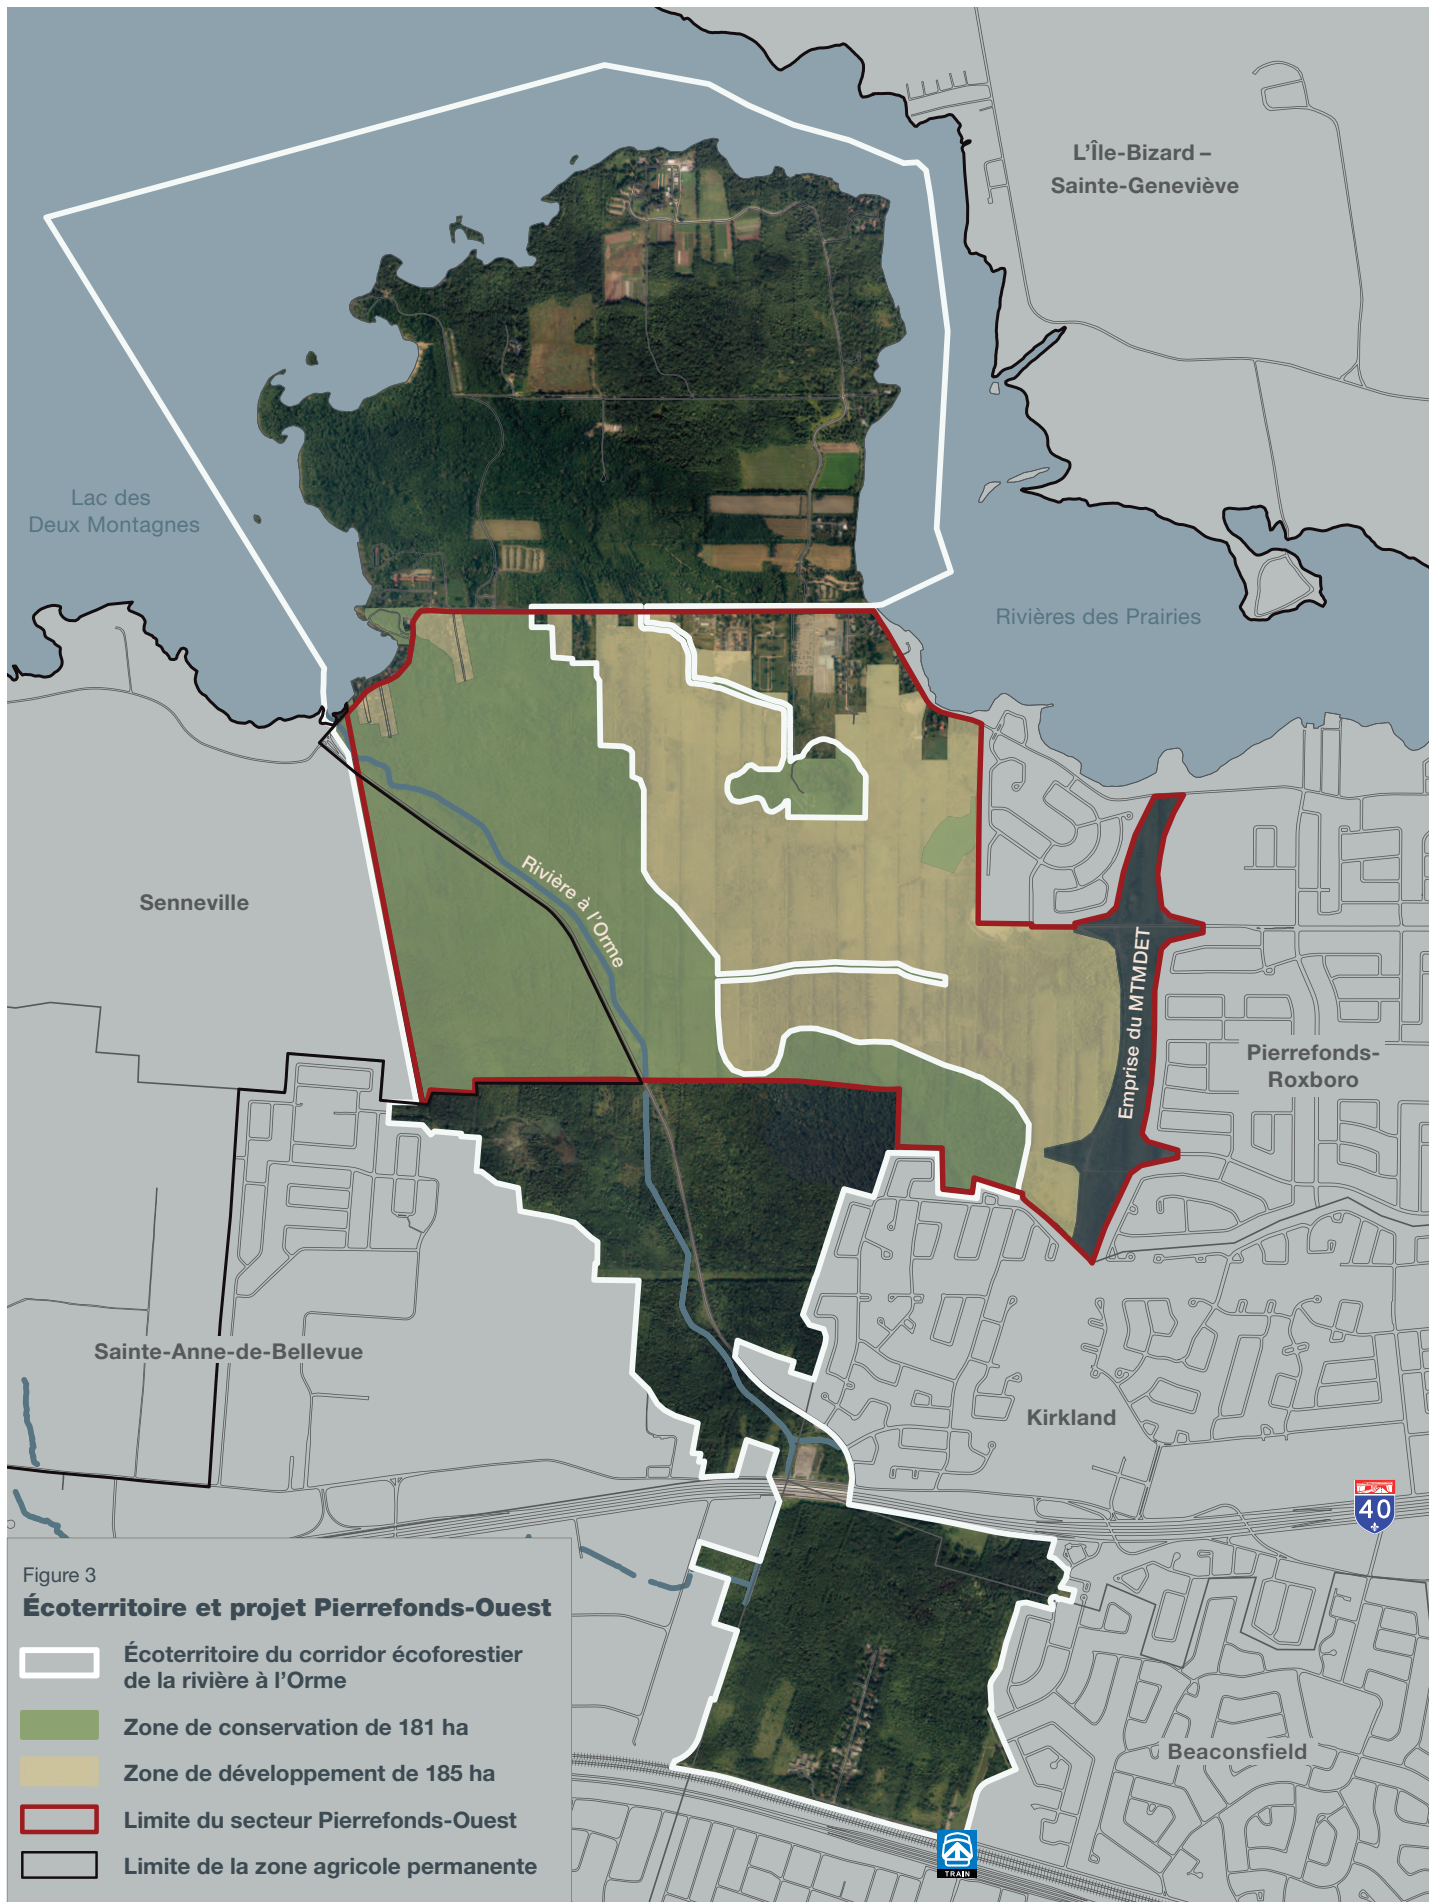 L'Île-Bizard –
Sainte-Geneviève
Lac des
Deux Montagnes
Rivières des Prairies
Senneville
Rivière à l'Orme
Emprise du MTMDET
Pierrefonds-
Roxboro
Sainte-Anne-de-Bellevue
Kirkland
40
Beaconsfield
TRAIN
Figure 3
Écoterritoire et projet Pierrefonds-Ouest
Écoterritoire du corridor écoforestier
de la rivière à l'Orme
Zone de conservation de 181 ha
Zone de développement de 185 ha
Limite du secteur Pierrefonds-Ouest
Limite de la zone agricole permanente